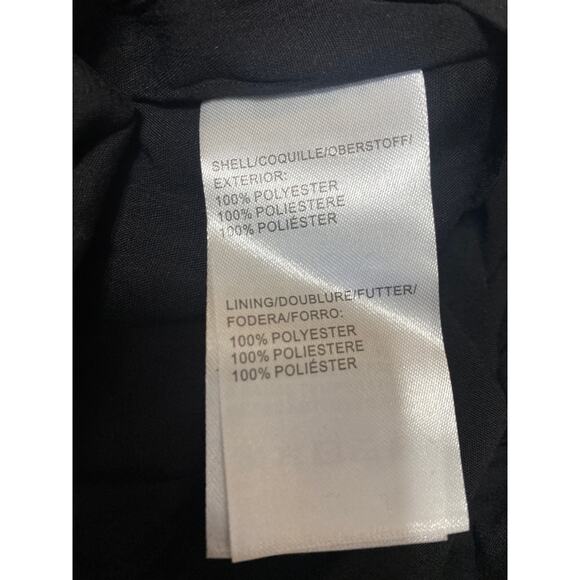 SHELL/COQUILLE/OBERSTOFF/
EXTERIOR:
100% POLYESTER
100% POLIESTERE
100% POLIÉSTER
LINING/DOUBLURE/FUTTER/
FODERA/FORRO:
100% POLYESTER
100% POLIESTERE
100% POLIÉSTER